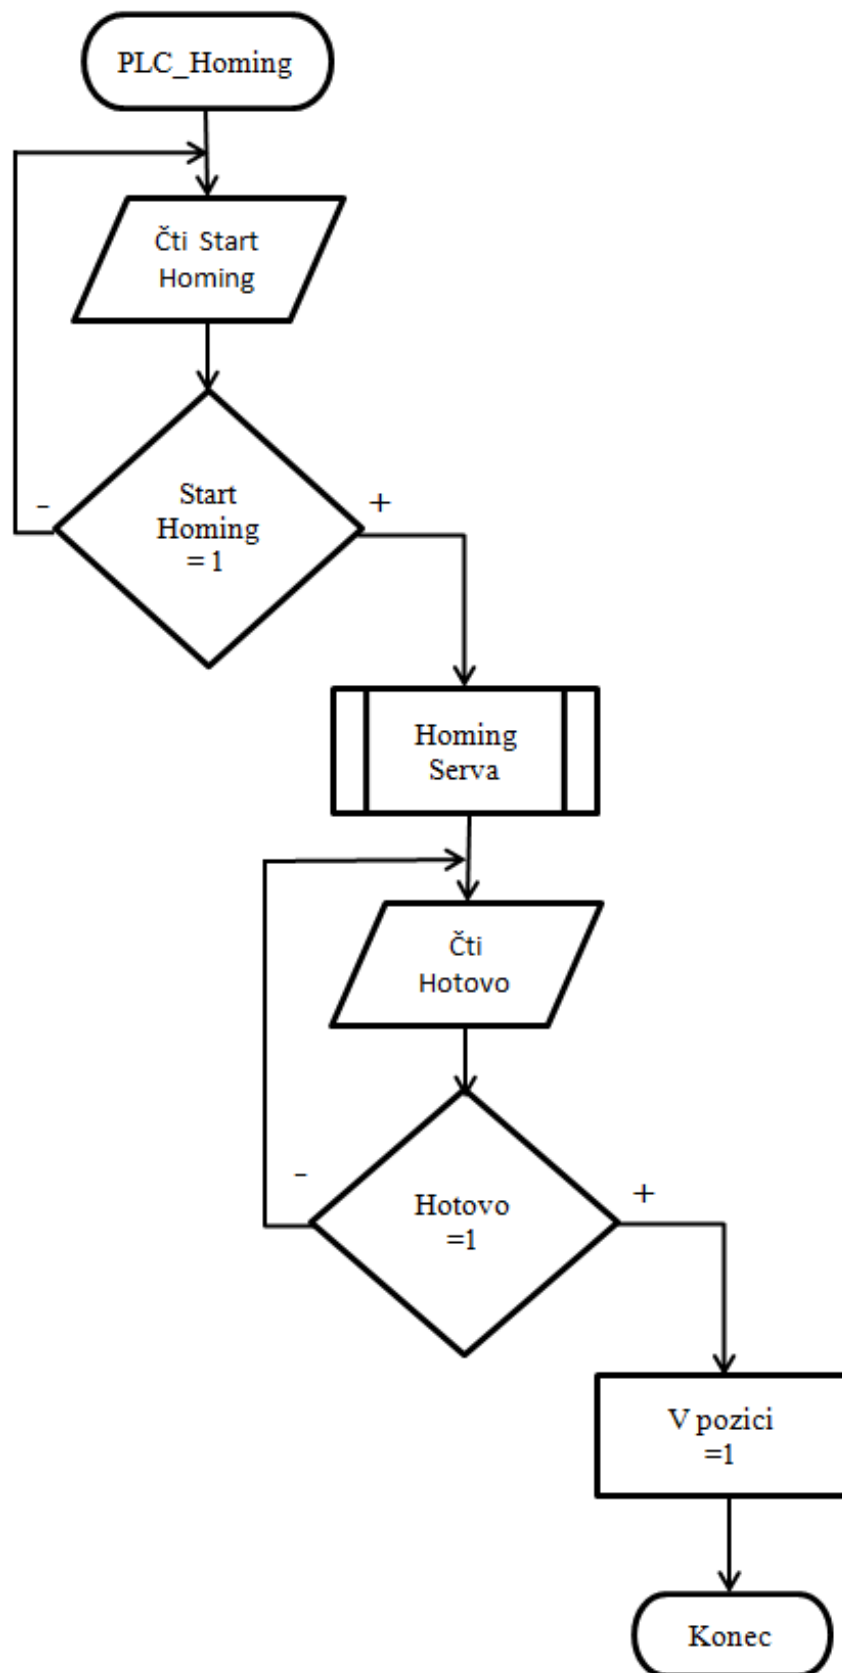 PLC_Homing
Čti Start
Homing
Start
Homing
= 1
-
+
Homing
Serva
Čti
Hotovo
Hotovo
=1
-
+
V pozici
=1
Konec